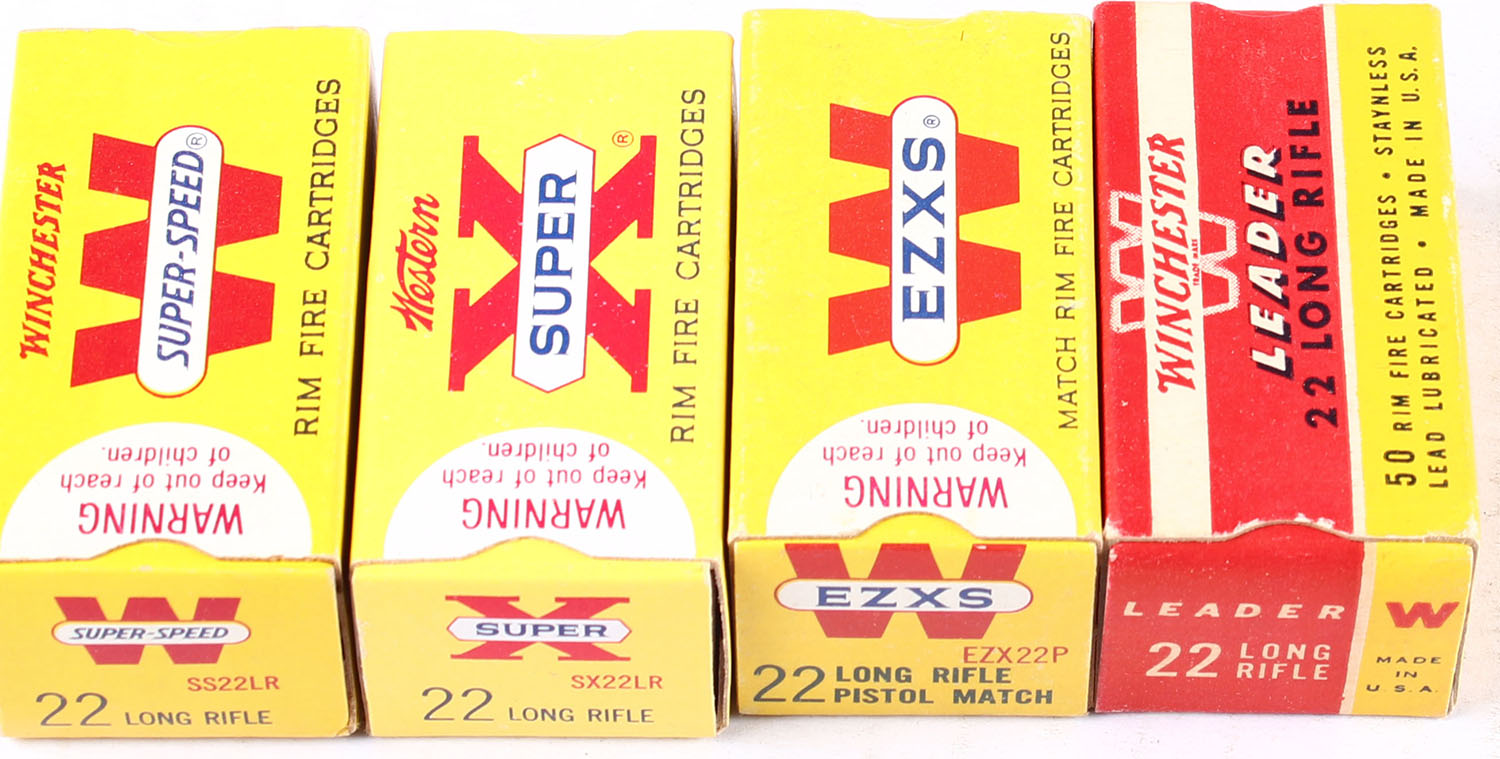 WINCHESTER
W
SUPER-SPEED®
RIM FIRE CARTRIDGES
WARNING
Keep out of reach
of children.
W
SUPER-SPEED
SS22LR
22 LONG RIFLE
Western
X
SUPER
®
RIM FIRE CARTRIDGES
WARNING
Keep out of reach
of children.
X
SUPER
SX22LR
22 LONG RIFLE
W
EZXS®
MATCH RIM FIRE CARTRIDGES
WARNING
Keep out of reach
of children.
W
EZXS
EZX22P
22 LONG RIFLE
PISTOL MATCH
W
WINCHESTER
TRADE MARK
LEADER
22 LONG RIFLE
50 RIM FIRE CARTRIDGES • STAYNLESS
LEAD LUBRICATED • MADE IN U.S.A.
LEADER
22 LONG
RIFLE
W
MADE
IN
U.S.A.